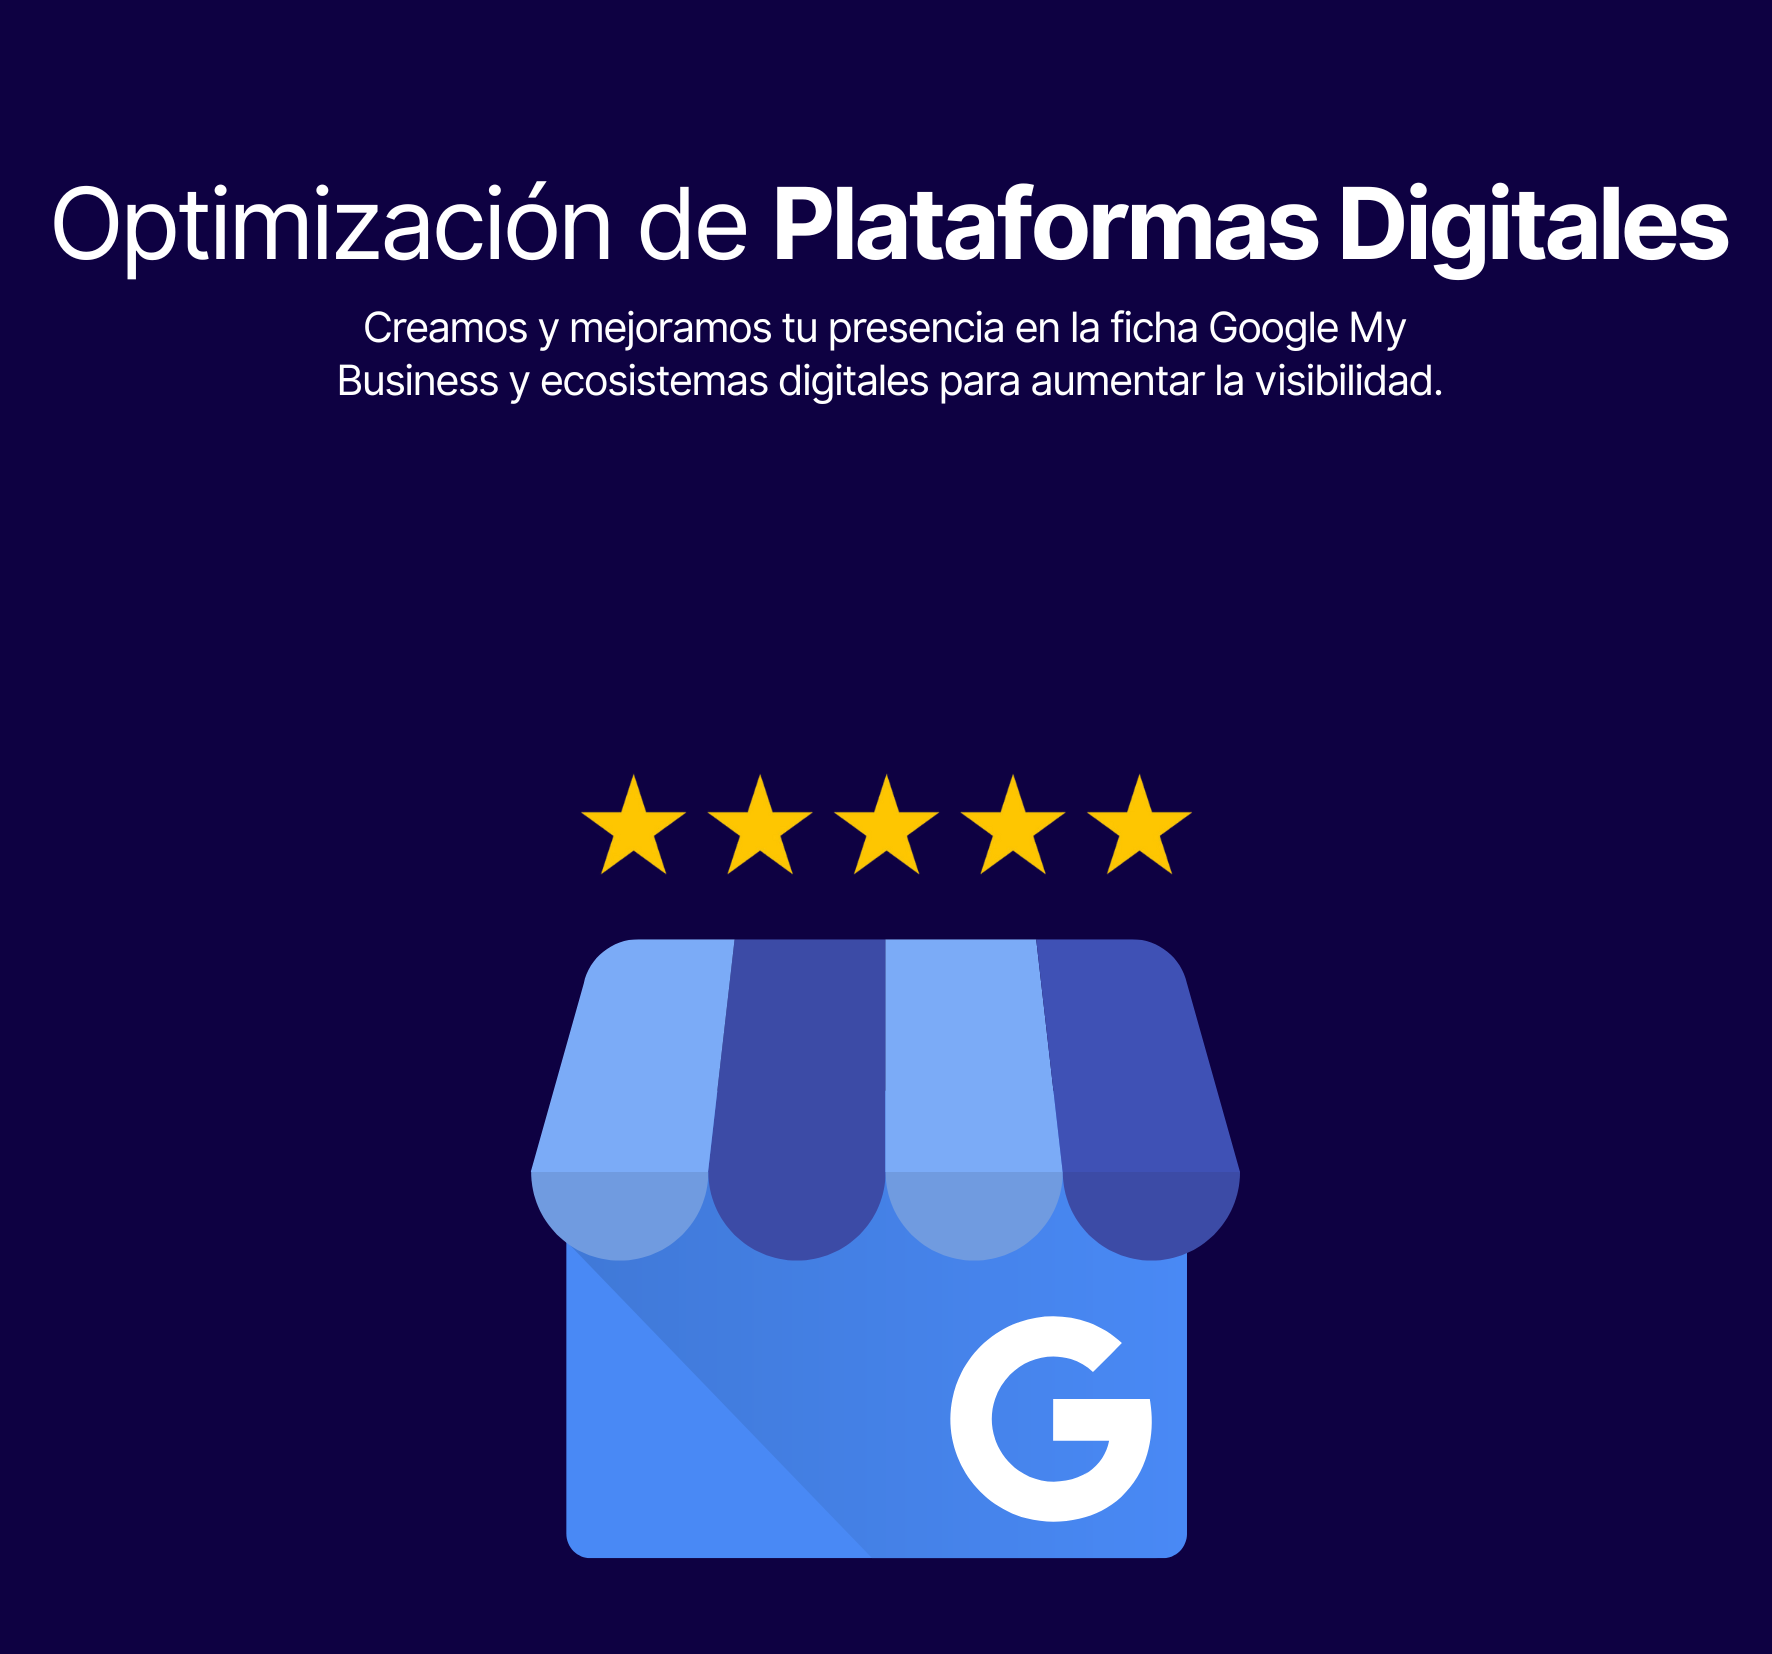 Optimización de Plataformas Digitales
Creamos y mejoramos tu presencia en la ficha Google My
Business y ecosistemas digitales para aumentar la visibilidad.
G